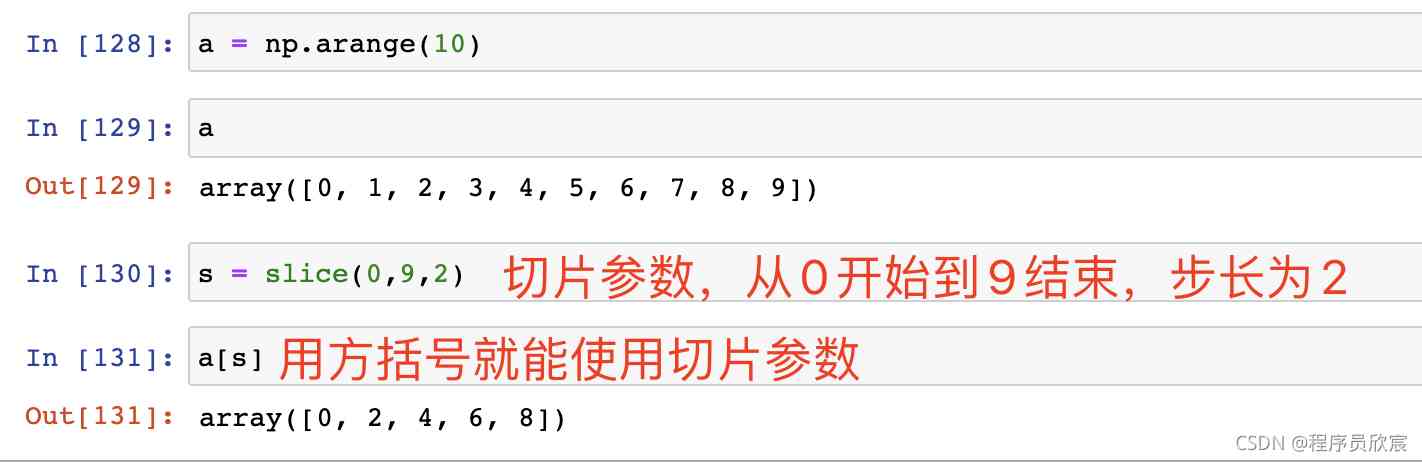 In [128]: a = np.arange(10)
In [129]: a
Out[129]: array([0, 1, 2, 3, 4, 5, 6, 7, 8, 9])
In [130]: s = slice(0,9,2) 切片参数，从0开始到9结束，步长为2
In [131]: a[s] 用方括号就能使用切片参数
Out[131]: array([0, 2, 4, 6, 8])
CSDN @程序员欣宸